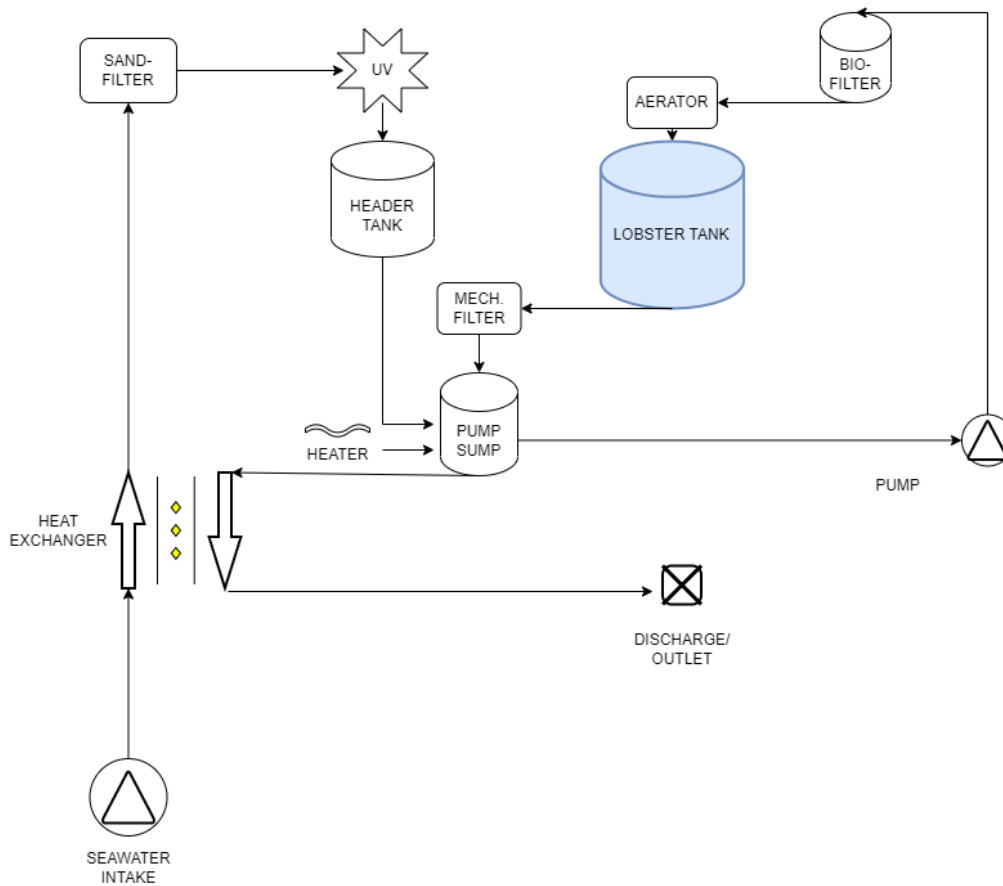 SAND-
FILTER
UV
BIO-
FILTER
AERATOR
HEADER
TANK
LOBSTER TANK
MECH.
FILTER
PUMP
SUMP
HEATER
PUMP
HEAT
EXCHANGER
DISCHARGE/
OUTLET
SEAWATER
INTAKE